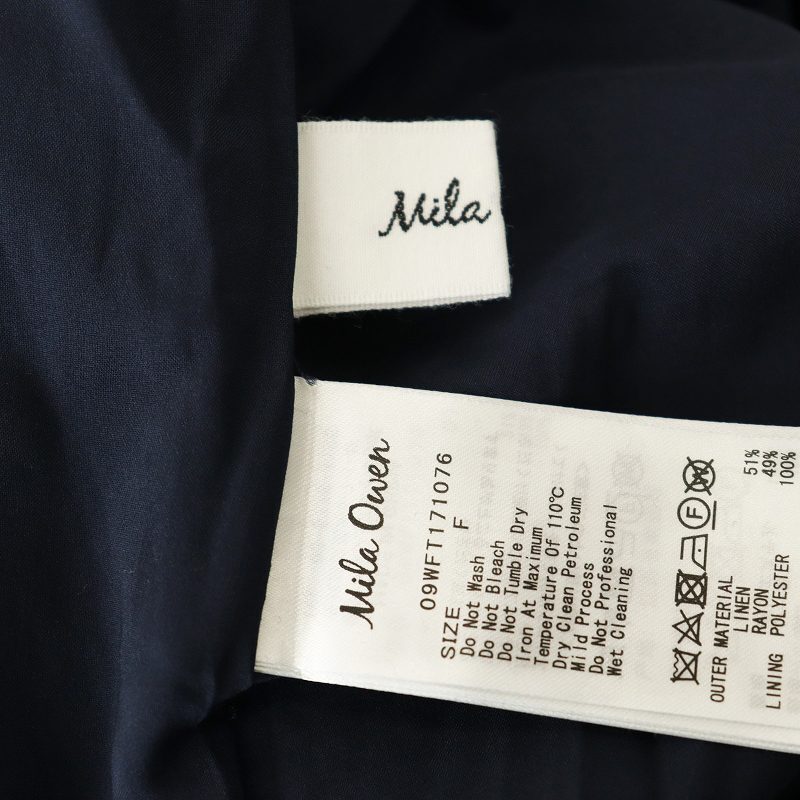 Mila
Mila Owen
09WFT171076
SIZE F
Do Not Wash
Do Not Bleach
Do Not Tumble Dry
Iron At Maximum
Temperature Of 110℃
Dry Clean Petroleum
Mild Process
Do Not Professional
Wet Cleaning
F
W
OUTER MATERIAL
LINEN 51%
RAYON 49%
LINING POLYESTER 100%